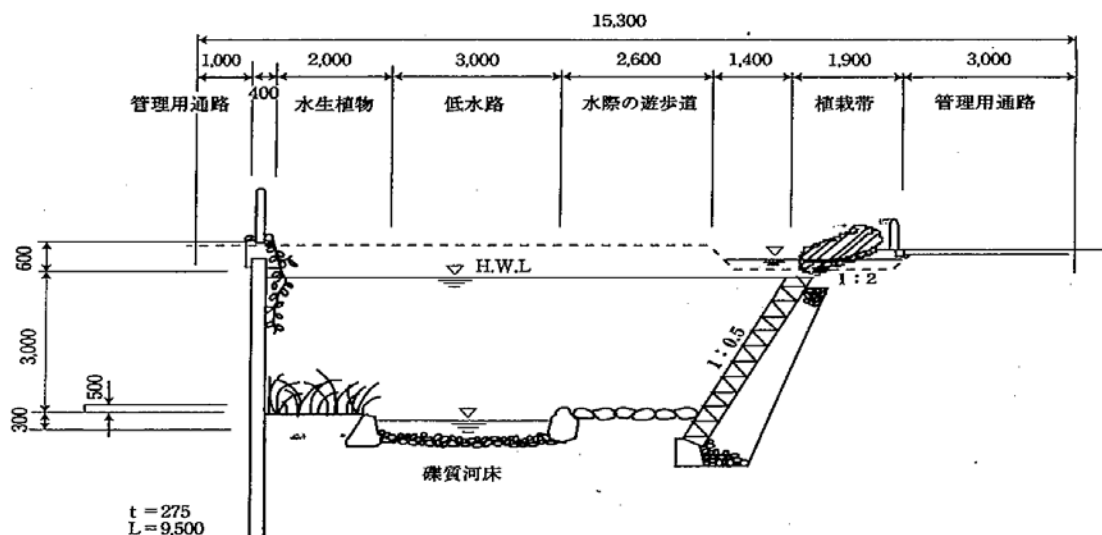 15,300
1,000
400
2,000
3,000
2,600
1,400
1,900
3,000
管理用通路
水生植物
低水路
水際の遊歩道
植栽帯
管理用通路
600
H.W.L
1:2
3,000
1:0.5
500
300
礫質河床
t=275
L=9,500